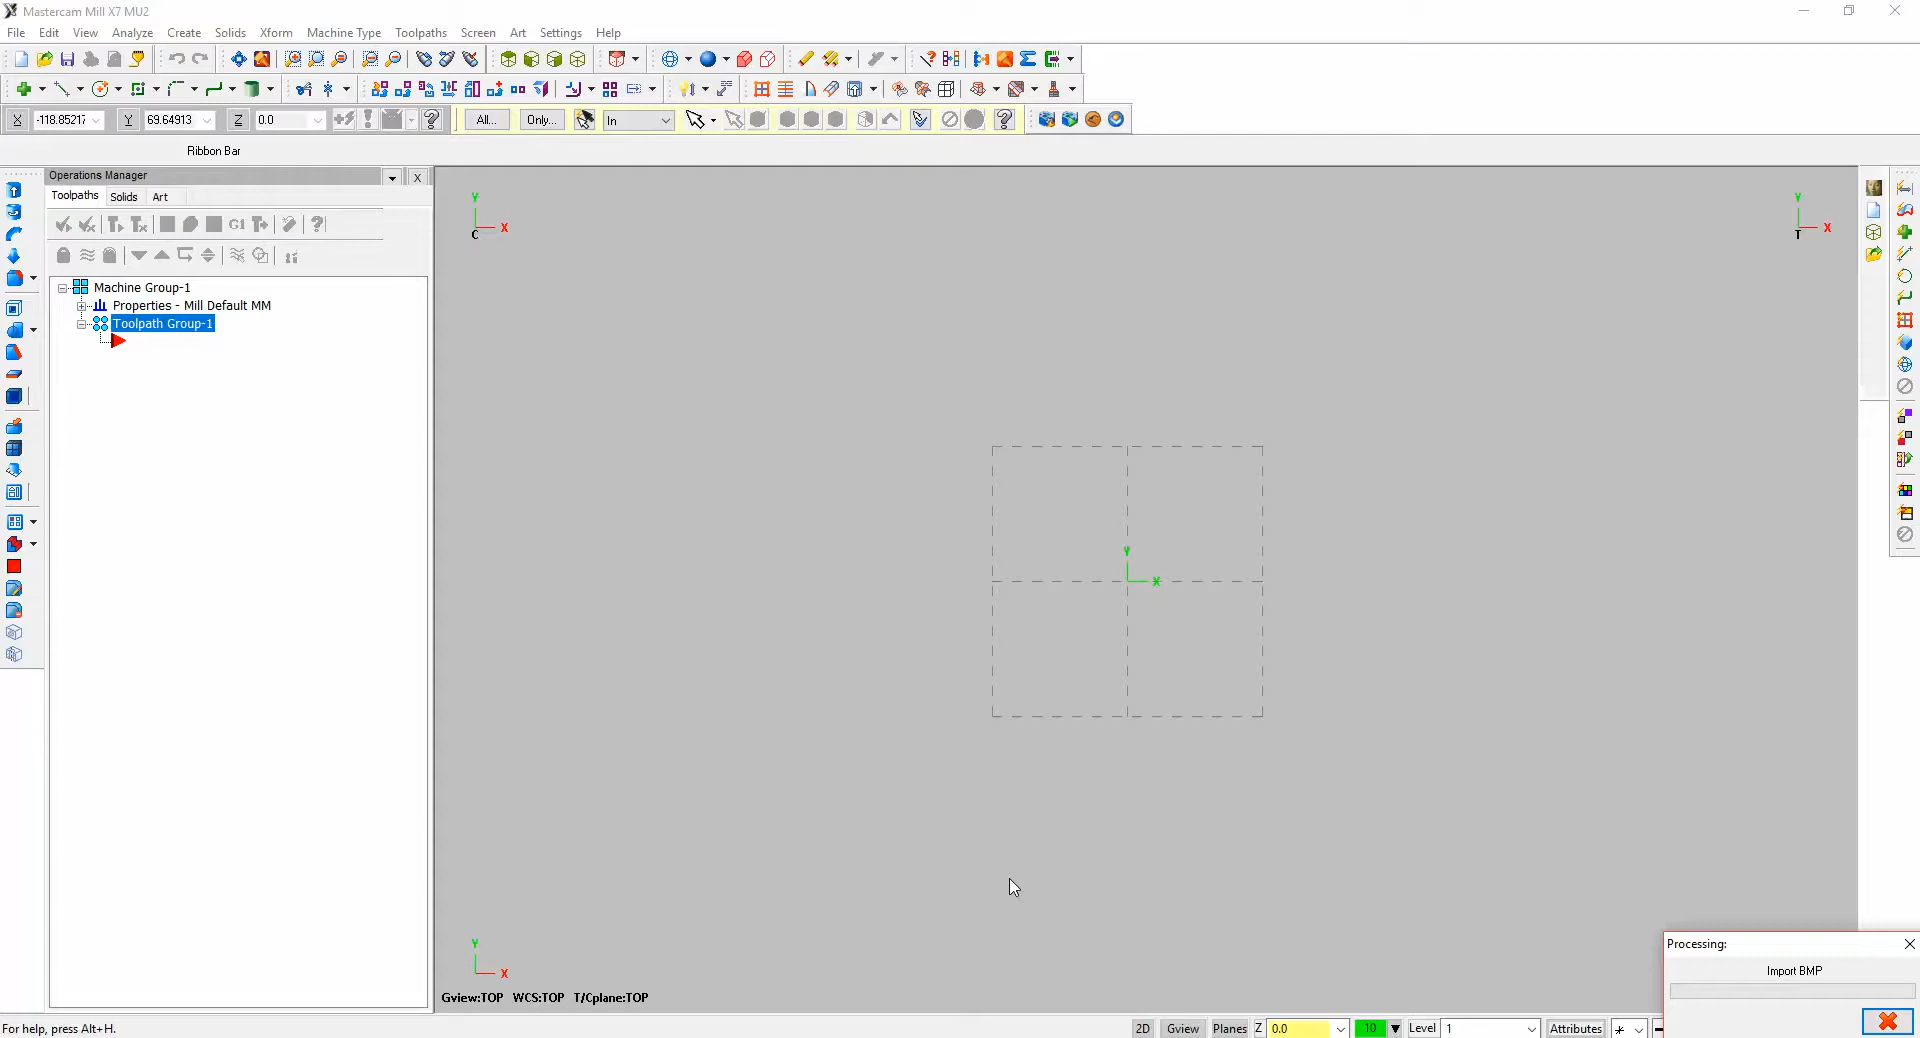 Mastercam Mill X7 MU2
File Edit View Analyze Create Solids Xform Machine Type Toolpaths Screen Art Settings Help
X -118.85217 Y 69.64913 Z 0.0 All... Only... In
Ribbon Bar
Operations Manager X
Toolpaths Solids Art
G1
Machine Group-1
Properties - Mill Default MM
Toolpath Group-1
Y
X
C
Y
X
T
Y
X
Y
X
Gview:TOP WCS:TOP T/Cplane:TOP
Processing:
Import BMP
For help, press Alt+H.
2D Gview Planes Z 0.0 10 Level 1 Attributes